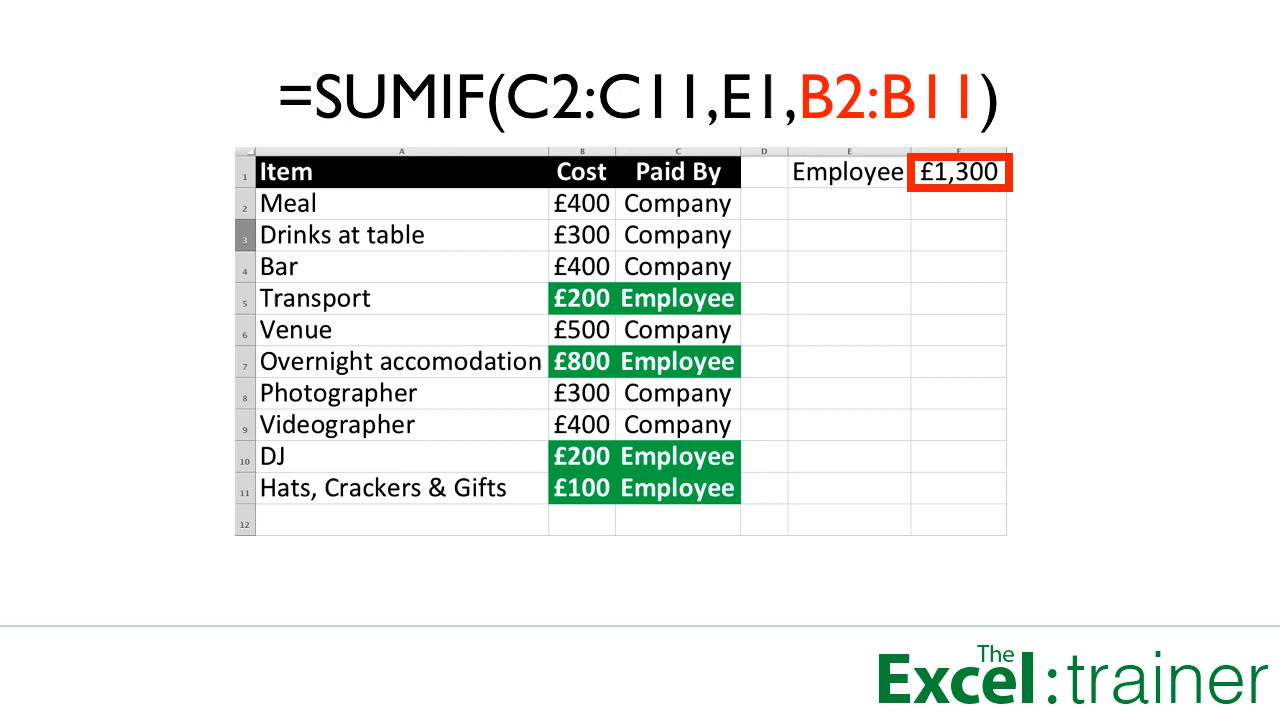 =SUMIF(C2:C11,E1,B2:B11)
A B C D E F
1 Item Cost Paid By Employee £1,300
2 Meal £400 Company
3 Drinks at table £300 Company
4 Bar £400 Company
5 Transport £200 Employee
6 Venue £500 Company
7 Overnight accomodation £800 Employee
8 Photographer £300 Company
9 Videographer £400 Company
10 DJ £200 Employee
11 Hats, Crackers & Gifts £100 Employee
12
The
Excel:trainer